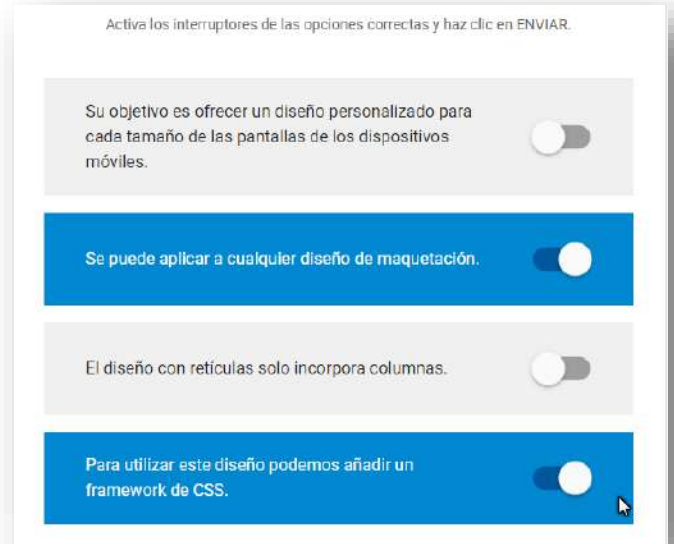 Activa los interruptores de las opciones correctas y haz clic en ENVIAR.
Su objetivo es ofrecer un diseño personalizado para
cada tamaño de las pantallas de los dispositivos
móviles.
Se puede aplicar a cualquier diseño de maquetación.
El diseño con retículas solo incorpora columnas.
Para utilizar este diseño podemos añadir un
framework de CSS.